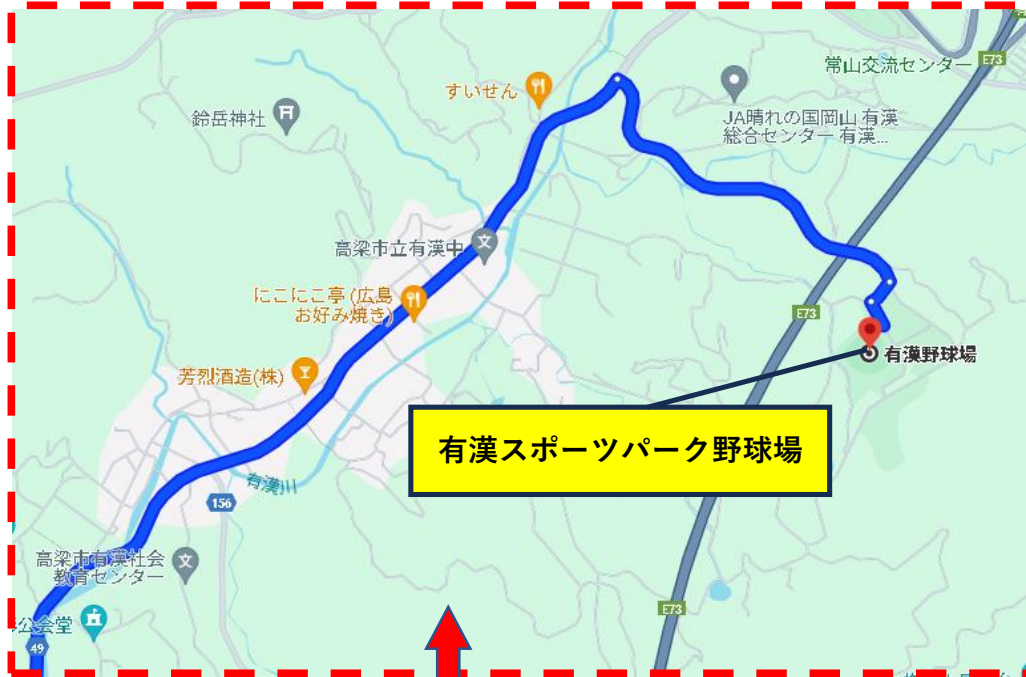 E73
常山交流センター
すいせん
JA晴れの国岡山 有漢
総合センター 有漢...
鈴岳神社
高梁市立有漢中
にこにこ亭 (広島
お好み焼き)
E73
有漢野球場
芳烈酒造(株)
有漢スポーツパーク野球場
有漢川
156
高梁市有漢社会
教育センター
E73
公会堂
49